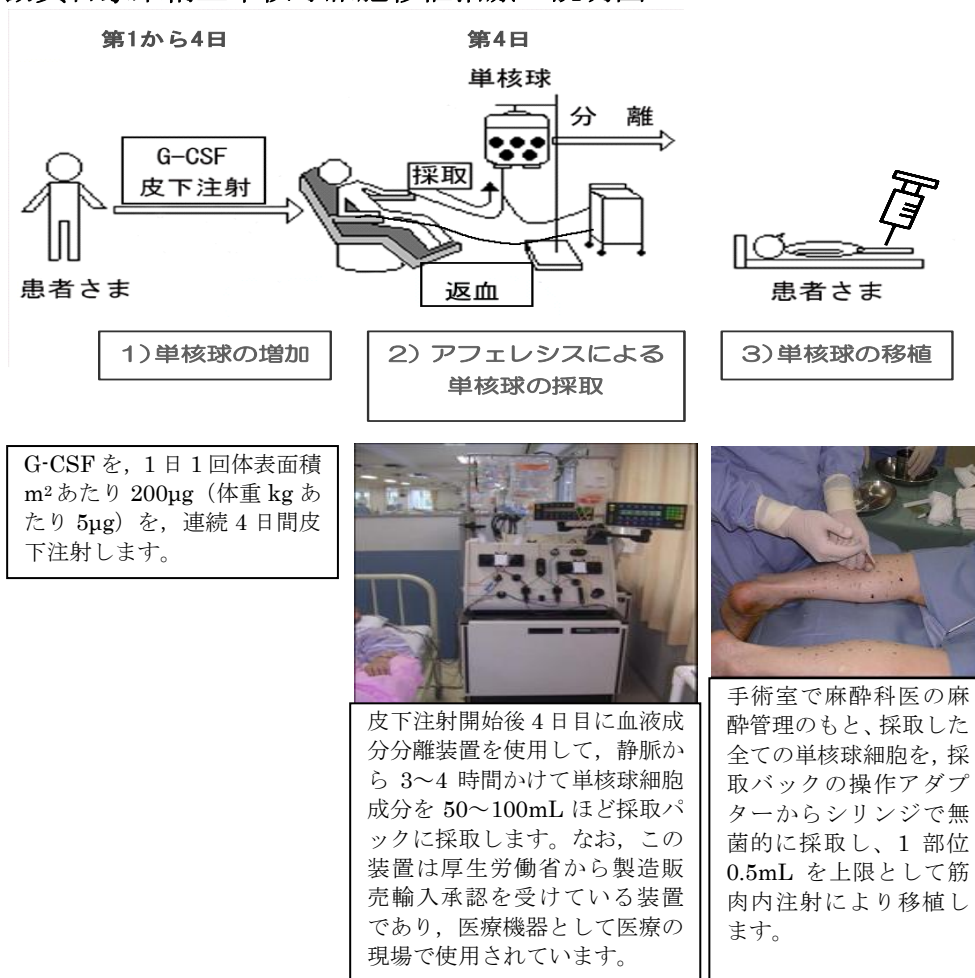 第1から4日
第4日
単核球
分 離
G-CSF
皮下注射
採取
返血
患者さま
患者さま
1)単核球の増加
2) アフェレシスによる
単核球の採取
3)単核球の移植
G-CSF を，1 日 1 回体表面積
m²あたり 200µg（体重 kg あ
たり 5µg）を，連続 4 日間皮
下注射します。
皮下注射開始後 4 日目に血液成
分分離装置を使用して，静脈か
ら 3～4 時間かけて単核球細胞
成分を 50～100mL ほど採取パ
ックに採取します。なお，この
装置は厚生労働省から製造販
売輸入承認を受けている装置
であり，医療機器として医療の
現場で使用されています。
手術室で麻酔科医の麻
酔管理のもと、採取した
全ての単核球細胞を，採
取バックの操作アダプ
ターからシリンジで無
菌的に採取し、1 部位
0.5mL を上限として筋
肉内注射により移植し
ます。